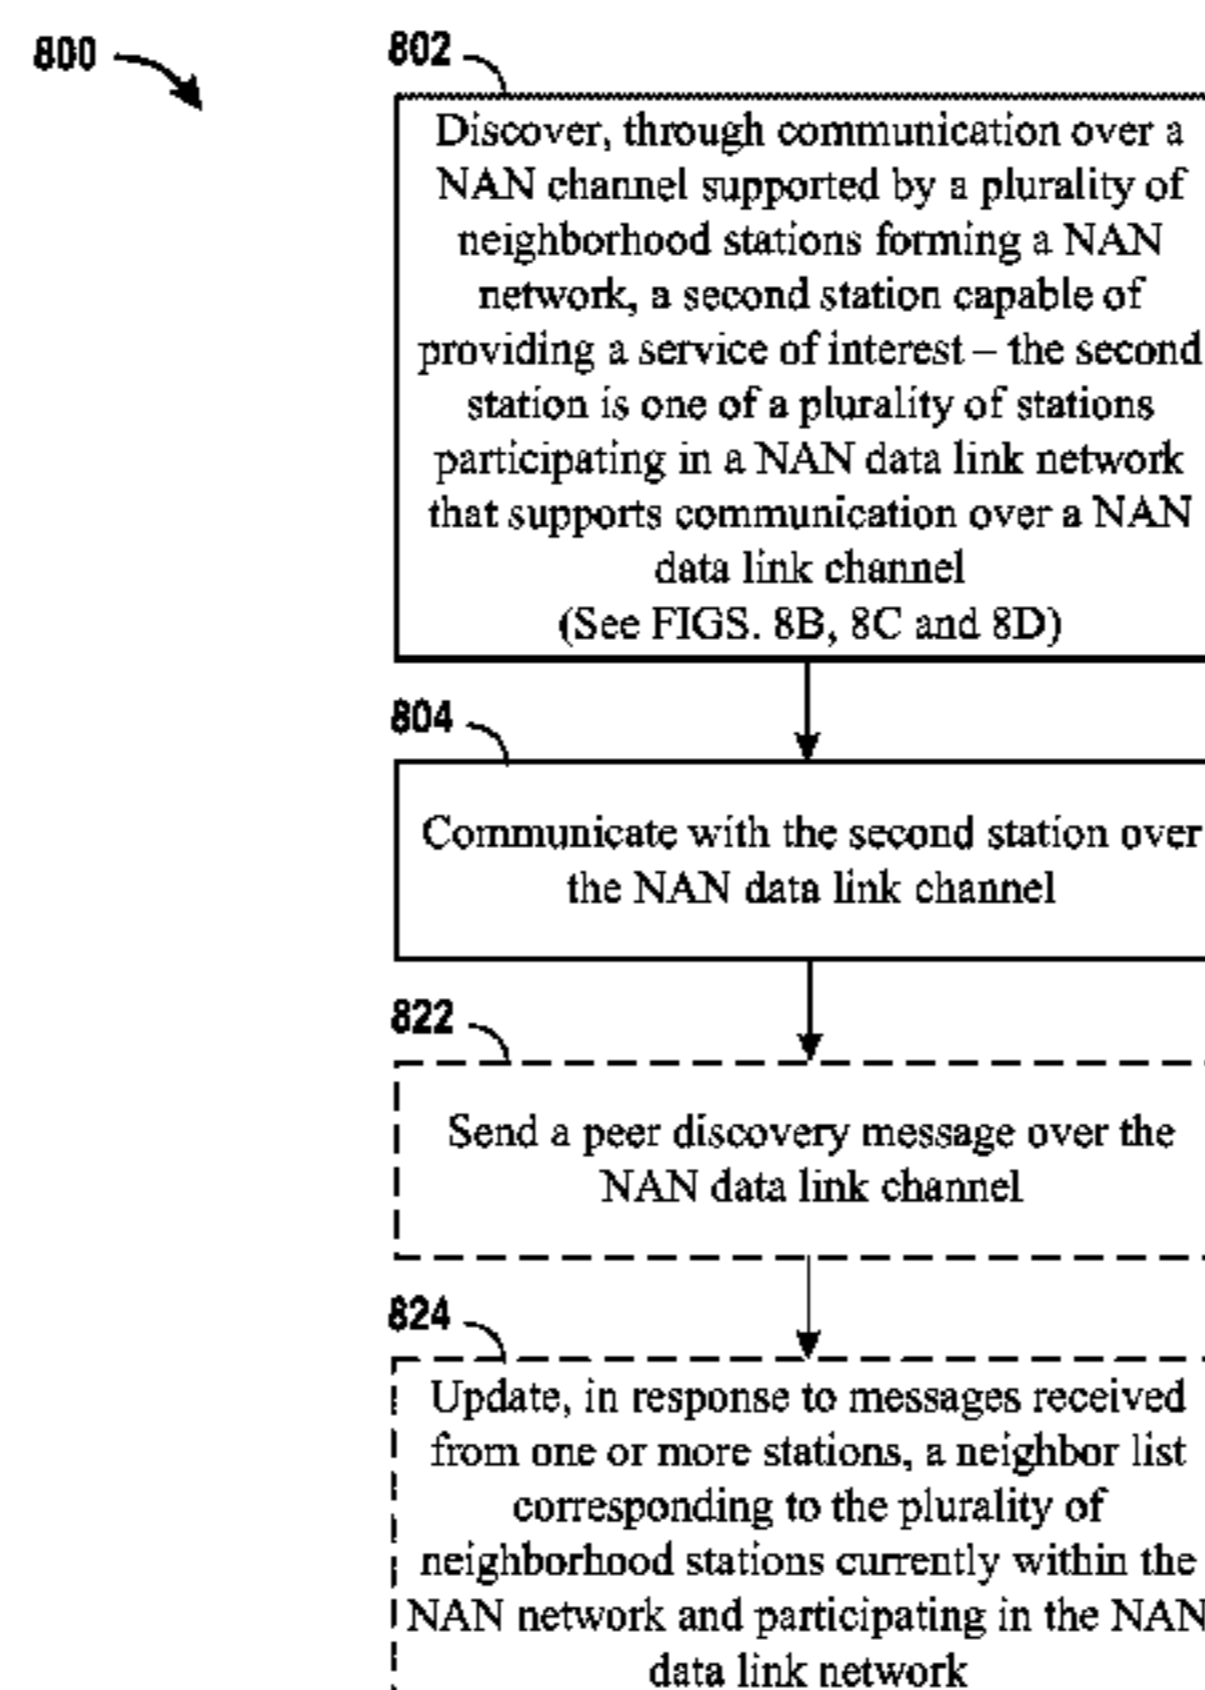 800
802
Discover, through communication over a
NAN channel supported by a plurality of
neighborhood stations forming a NAN
network, a second station capable of
providing a service of interest – the second
station is one of a plurality of stations
participating in a NAN data link network
that supports communication over a NAN
data link channel
(See FIGS. 8B, 8C and 8D)
804
Communicate with the second station over
the NAN data link channel
822
Send a peer discovery message over the
NAN data link channel
824
Update, in response to messages received
from one or more stations, a neighbor list
corresponding to the plurality of
neighborhood stations currently within the
NAN network and participating in the NAN
data link network